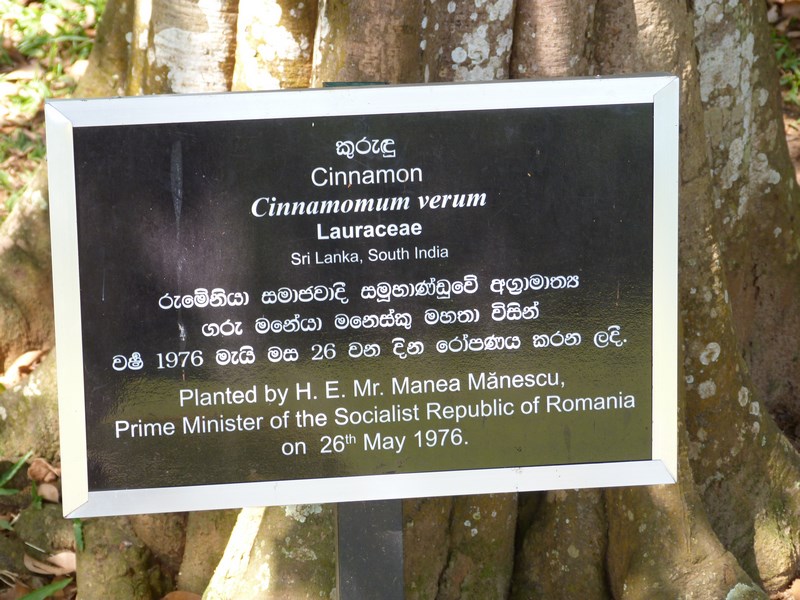 කුරුඳු
Cinnamon
Cinnamomum verum
Lauraceae
Sri Lanka, South India
රුමේනියා සමාජවාදී සමූහාණ්ඩුවේ අග්‍රාමාත්‍ය
ගරු මනේයා මනෙස්කු මහතා විසින්
වර්ෂ 1976 මැයි මස 26 වන දින රෝපණය කරන ලදි.
Planted by H. E. Mr. Manea Mănescu,
Prime Minister of the Socialist Republic of Romania
on 26th May 1976.